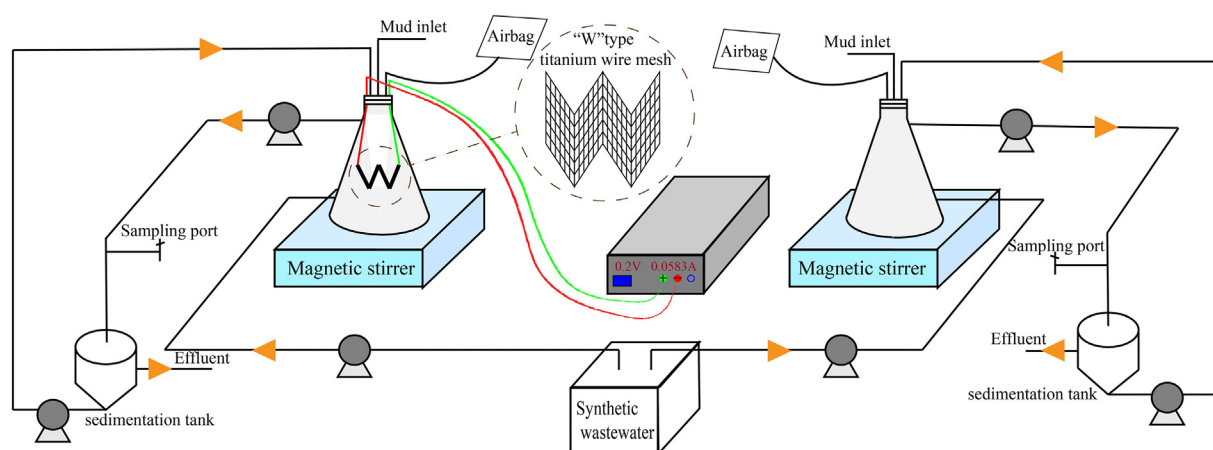 Mud inlet
Airbag
“W”type
titanium wire mesh
Airbag
Mud inlet
Sampling port
Magnetic stirrer
0.2V 0.0583A
Magnetic stirrer
Sampling port
Effluent
Effluent
sedimentation tank
Synthetic
wastewater
sedimentation tank